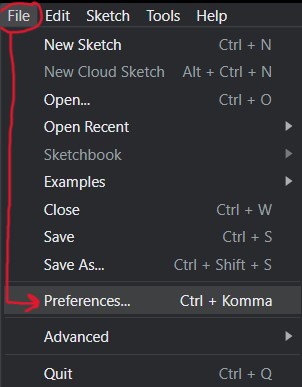 File Edit Sketch Tools Help
New Sketch Ctrl + N
New Cloud Sketch Alt + Ctrl + N
Open... Ctrl + O
Open Recent
Sketchbook
Examples
Close Ctrl + W
Save Ctrl + S
Save As... Ctrl + Shift + S
Preferences... Ctrl + Komma
Advanced
Quit Ctrl + Q